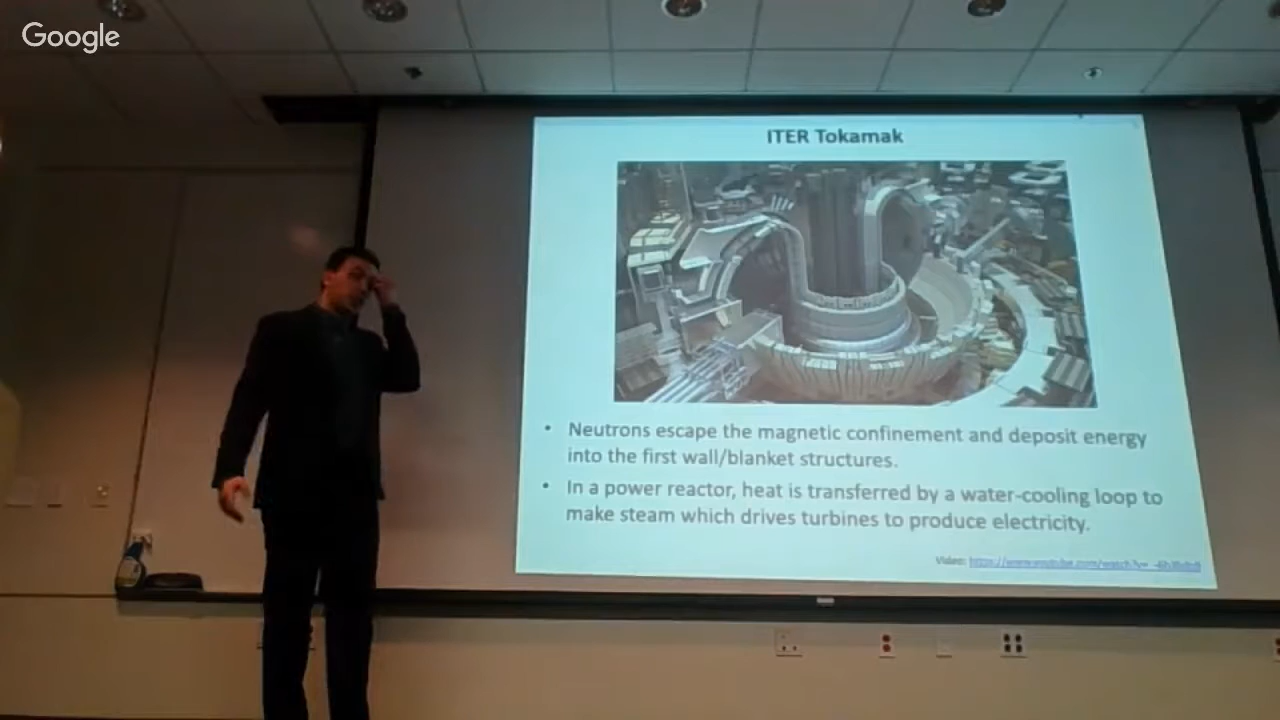 Google
ITER Tokamak
• Neutrons escape the magnetic confinement and deposit energy
into the first wall/blanket structures.
• In a power reactor, heat is transferred by a water-cooling loop to
make steam which drives turbines to produce electricity.
Video: